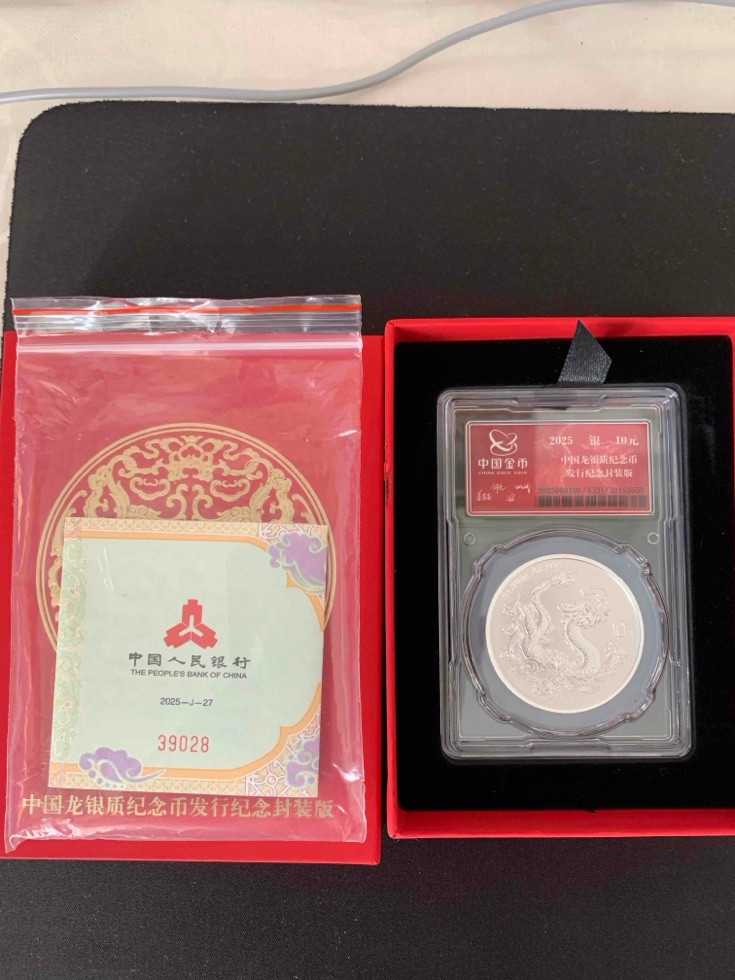 中国人民银行
THE PEOPLE'S BANK OF CHINA
2025-J-27
39028
中国龙银质纪念币发行纪念封装版
中国金币
CHINA GOLD COIN
2025 银 10元
中国龙银质纪念币
发行纪念封装版
10